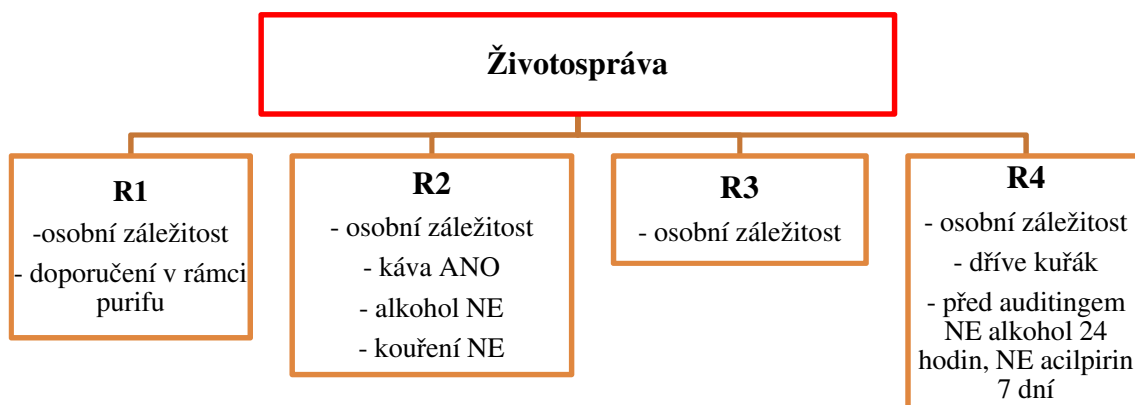 Životospráva
R1
-osobní záležitost
- doporučení v rámci
purifu
R2
- osobní záležitost
- káva ANO
- alkohol NE
- kouření NE
R3
- osobní záležitost
R4
- osobní záležitost
- dříve kuřák
- před auditingem
NE alkohol 24
hodin, NE acilpirin
7 dní